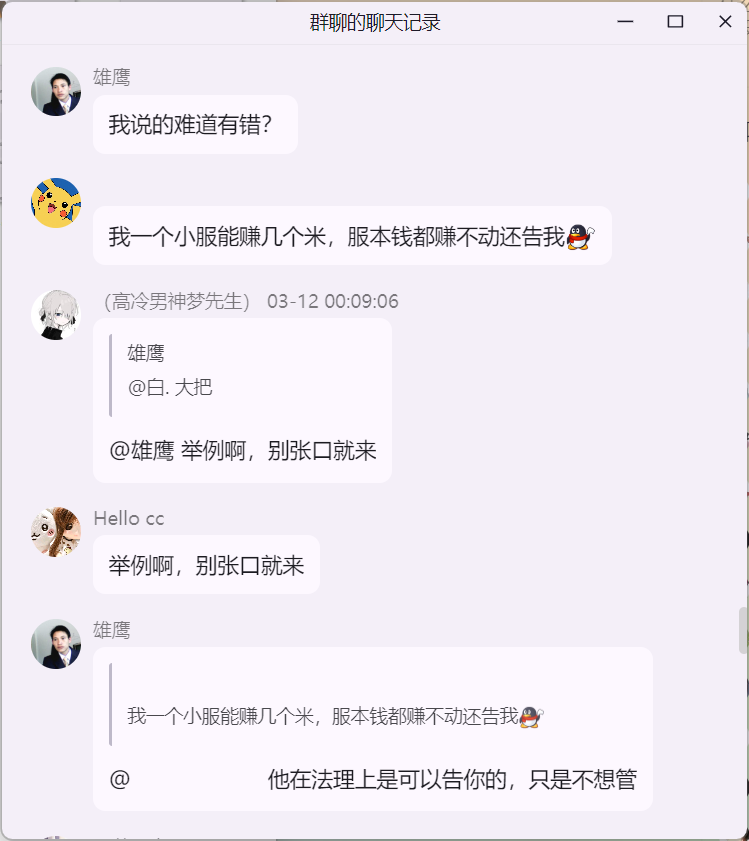 群聊的聊天记录
雄鹰
我说的难道有错？
我一个小服能赚几个米，服本钱都赚不动还告我
（高冷男神梦先生） 03-12 00:09:06
雄鹰
@白. 大把
@雄鹰 举例啊，别张口就来
Hello cc
举例啊，别张口就来
雄鹰
我一个小服能赚几个米，服本钱都赚不动还告我
@ 他在法理上是可以告你的，只是不想管